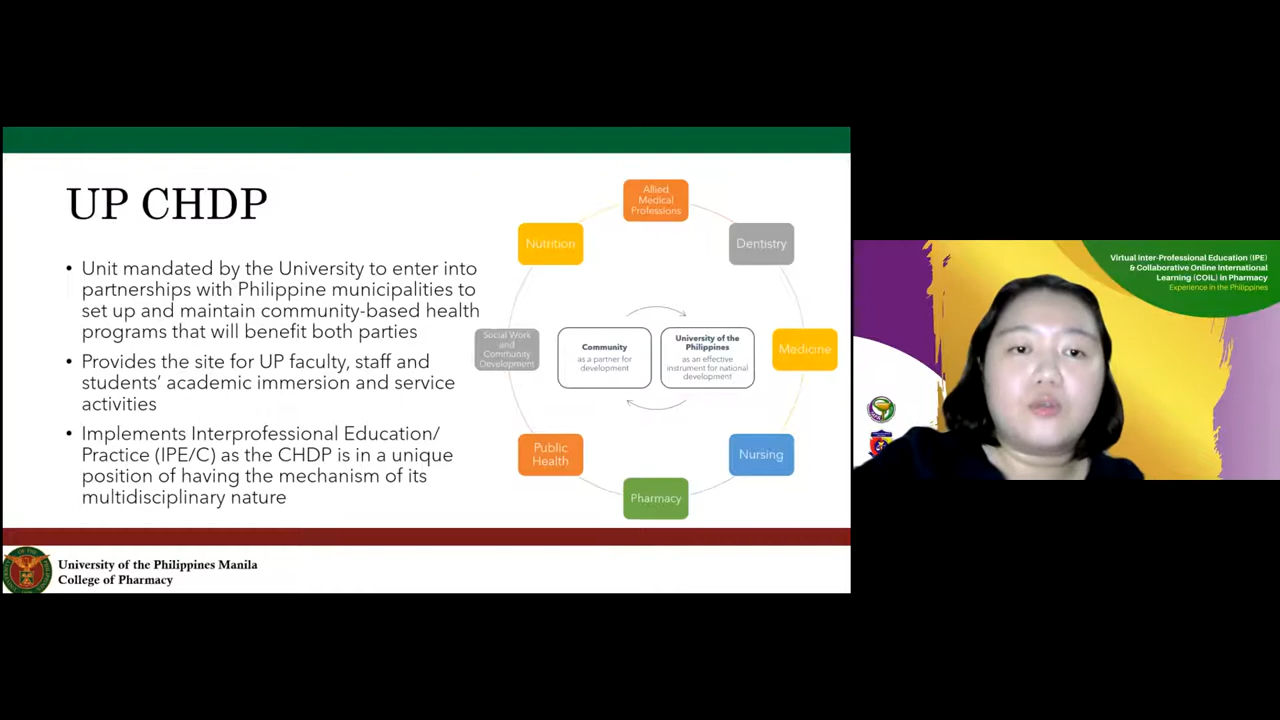 UP CHDP
• Unit mandated by the University to enter into
partnerships with Philippine municipalities to
set up and maintain community-based health
programs that will benefit both parties
• Provides the site for UP faculty, staff and
students’ academic immersion and service
activities
• Implements Interprofessional Education/
Practice (IPE/C) as the CHDP is in a unique
position of having the mechanism of its
multidisciplinary nature
Allied
Medical
Professions
Dentistry
Medicine
Nursing
Pharmacy
Public
Health
Social Work
and
Community
Development
Nutrition
Community
as a partner for
development
University of the
Philippines
as an effective
instrument for national
development
University of the Philippines Manila
College of Pharmacy
Virtual Inter-Professional Education (IPE)
& Collaborative Online International
Learning (COIL) in Pharmacy
Experience in the Philippines